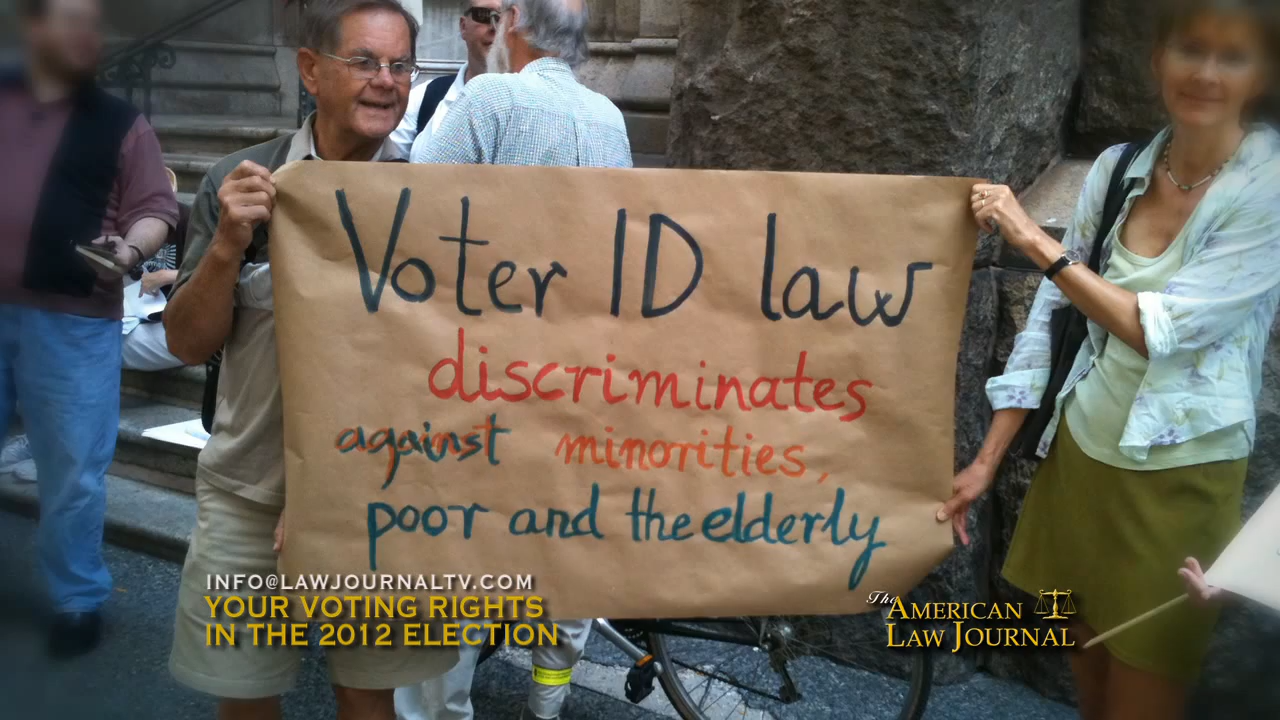 Voter ID law
discriminates
against minorities,
poor and the elderly
INFO@LAWJOURNALTV.COM
YOUR VOTING RIGHTS
IN THE 2012 ELECTION
The
AMERICAN
LAW JOURNAL